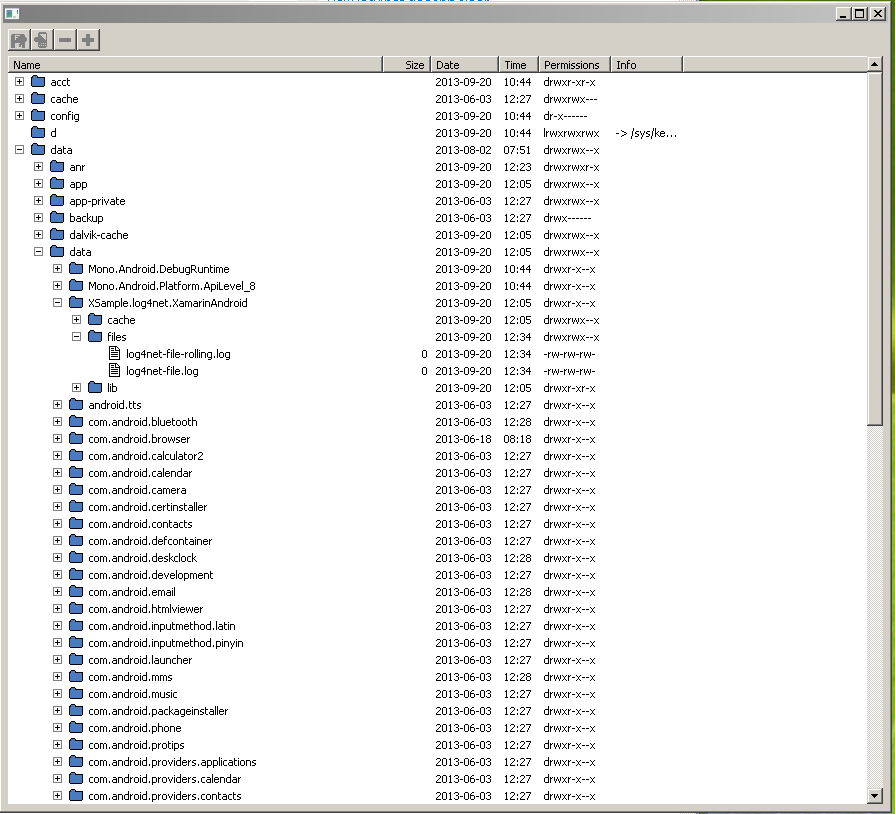 Name Size Date Time Permissions Info
acct 2013-09-20 10:44 drwxr-xr-x
cache 2013-06-03 12:27 drwxrwx---
config 2013-09-20 10:44 dr-x------
d 2013-09-20 10:44 lrwxrwxrwx -> /sys/ke...
data 2013-08-02 07:51 drwxrwx--x
anr 2013-09-20 12:23 drwxrwxr-x
app 2013-09-20 12:05 drwxrwx--x
app-private 2013-06-03 12:27 drwxrwx--x
backup 2013-06-03 12:27 drwx------
dalvik-cache 2013-09-20 12:05 drwxrwx--x
data 2013-09-20 12:05 drwxrwx--x
Mono.Android.DebugRuntime 2013-09-20 10:44 drwxr-x--x
Mono.Android.Platform.ApiLevel_8 2013-09-20 10:44 drwxr-x--x
XSample.log4net.XamarinAndroid 2013-09-20 12:05 drwxr-x--x
cache 2013-09-20 12:05 drwxrwx--x
files 2013-09-20 12:34 drwxrwx--x
log4net-file-rolling.log 0 2013-09-20 12:34 -rw-rw-rw-
log4net-file.log 0 2013-09-20 12:34 -rw-rw-rw-
lib 2013-09-20 12:05 drwxr-xr-x
android.tts 2013-06-03 12:27 drwxr-x--x
com.android.bluetooth 2013-06-03 12:28 drwxr-x--x
com.android.browser 2013-06-18 08:18 drwxr-x--x
com.android.calculator2 2013-06-03 12:27 drwxr-x--x
com.android.calendar 2013-06-03 12:27 drwxr-x--x
com.android.camera 2013-06-03 12:27 drwxr-x--x
com.android.certinstaller 2013-06-03 12:27 drwxr-x--x
com.android.contacts 2013-06-03 12:27 drwxr-x--x
com.android.defcontainer 2013-06-03 12:27 drwxr-x--x
com.android.deskclock 2013-06-03 12:28 drwxr-x--x
com.android.development 2013-06-03 12:27 drwxr-x--x
com.android.email 2013-06-03 12:28 drwxr-x--x
com.android.htmlviewer 2013-06-03 12:27 drwxr-x--x
com.android.inputmethod.latin 2013-06-03 12:27 drwxr-x--x
com.android.inputmethod.pinyin 2013-06-03 12:27 drwxr-x--x
com.android.launcher 2013-06-03 12:27 drwxr-x--x
com.android.mms 2013-06-03 12:28 drwxr-x--x
com.android.music 2013-06-03 12:27 drwxr-x--x
com.android.packageinstaller 2013-06-03 12:27 drwxr-x--x
com.android.phone 2013-06-03 12:27 drwxr-x--x
com.android.protips 2013-06-03 12:27 drwxr-x--x
com.android.providers.applications 2013-06-03 12:27 drwxr-x--x
com.android.providers.calendar 2013-06-03 12:27 drwxr-x--x
com.android.providers.contacts 2013-06-03 12:27 drwxr-x--x